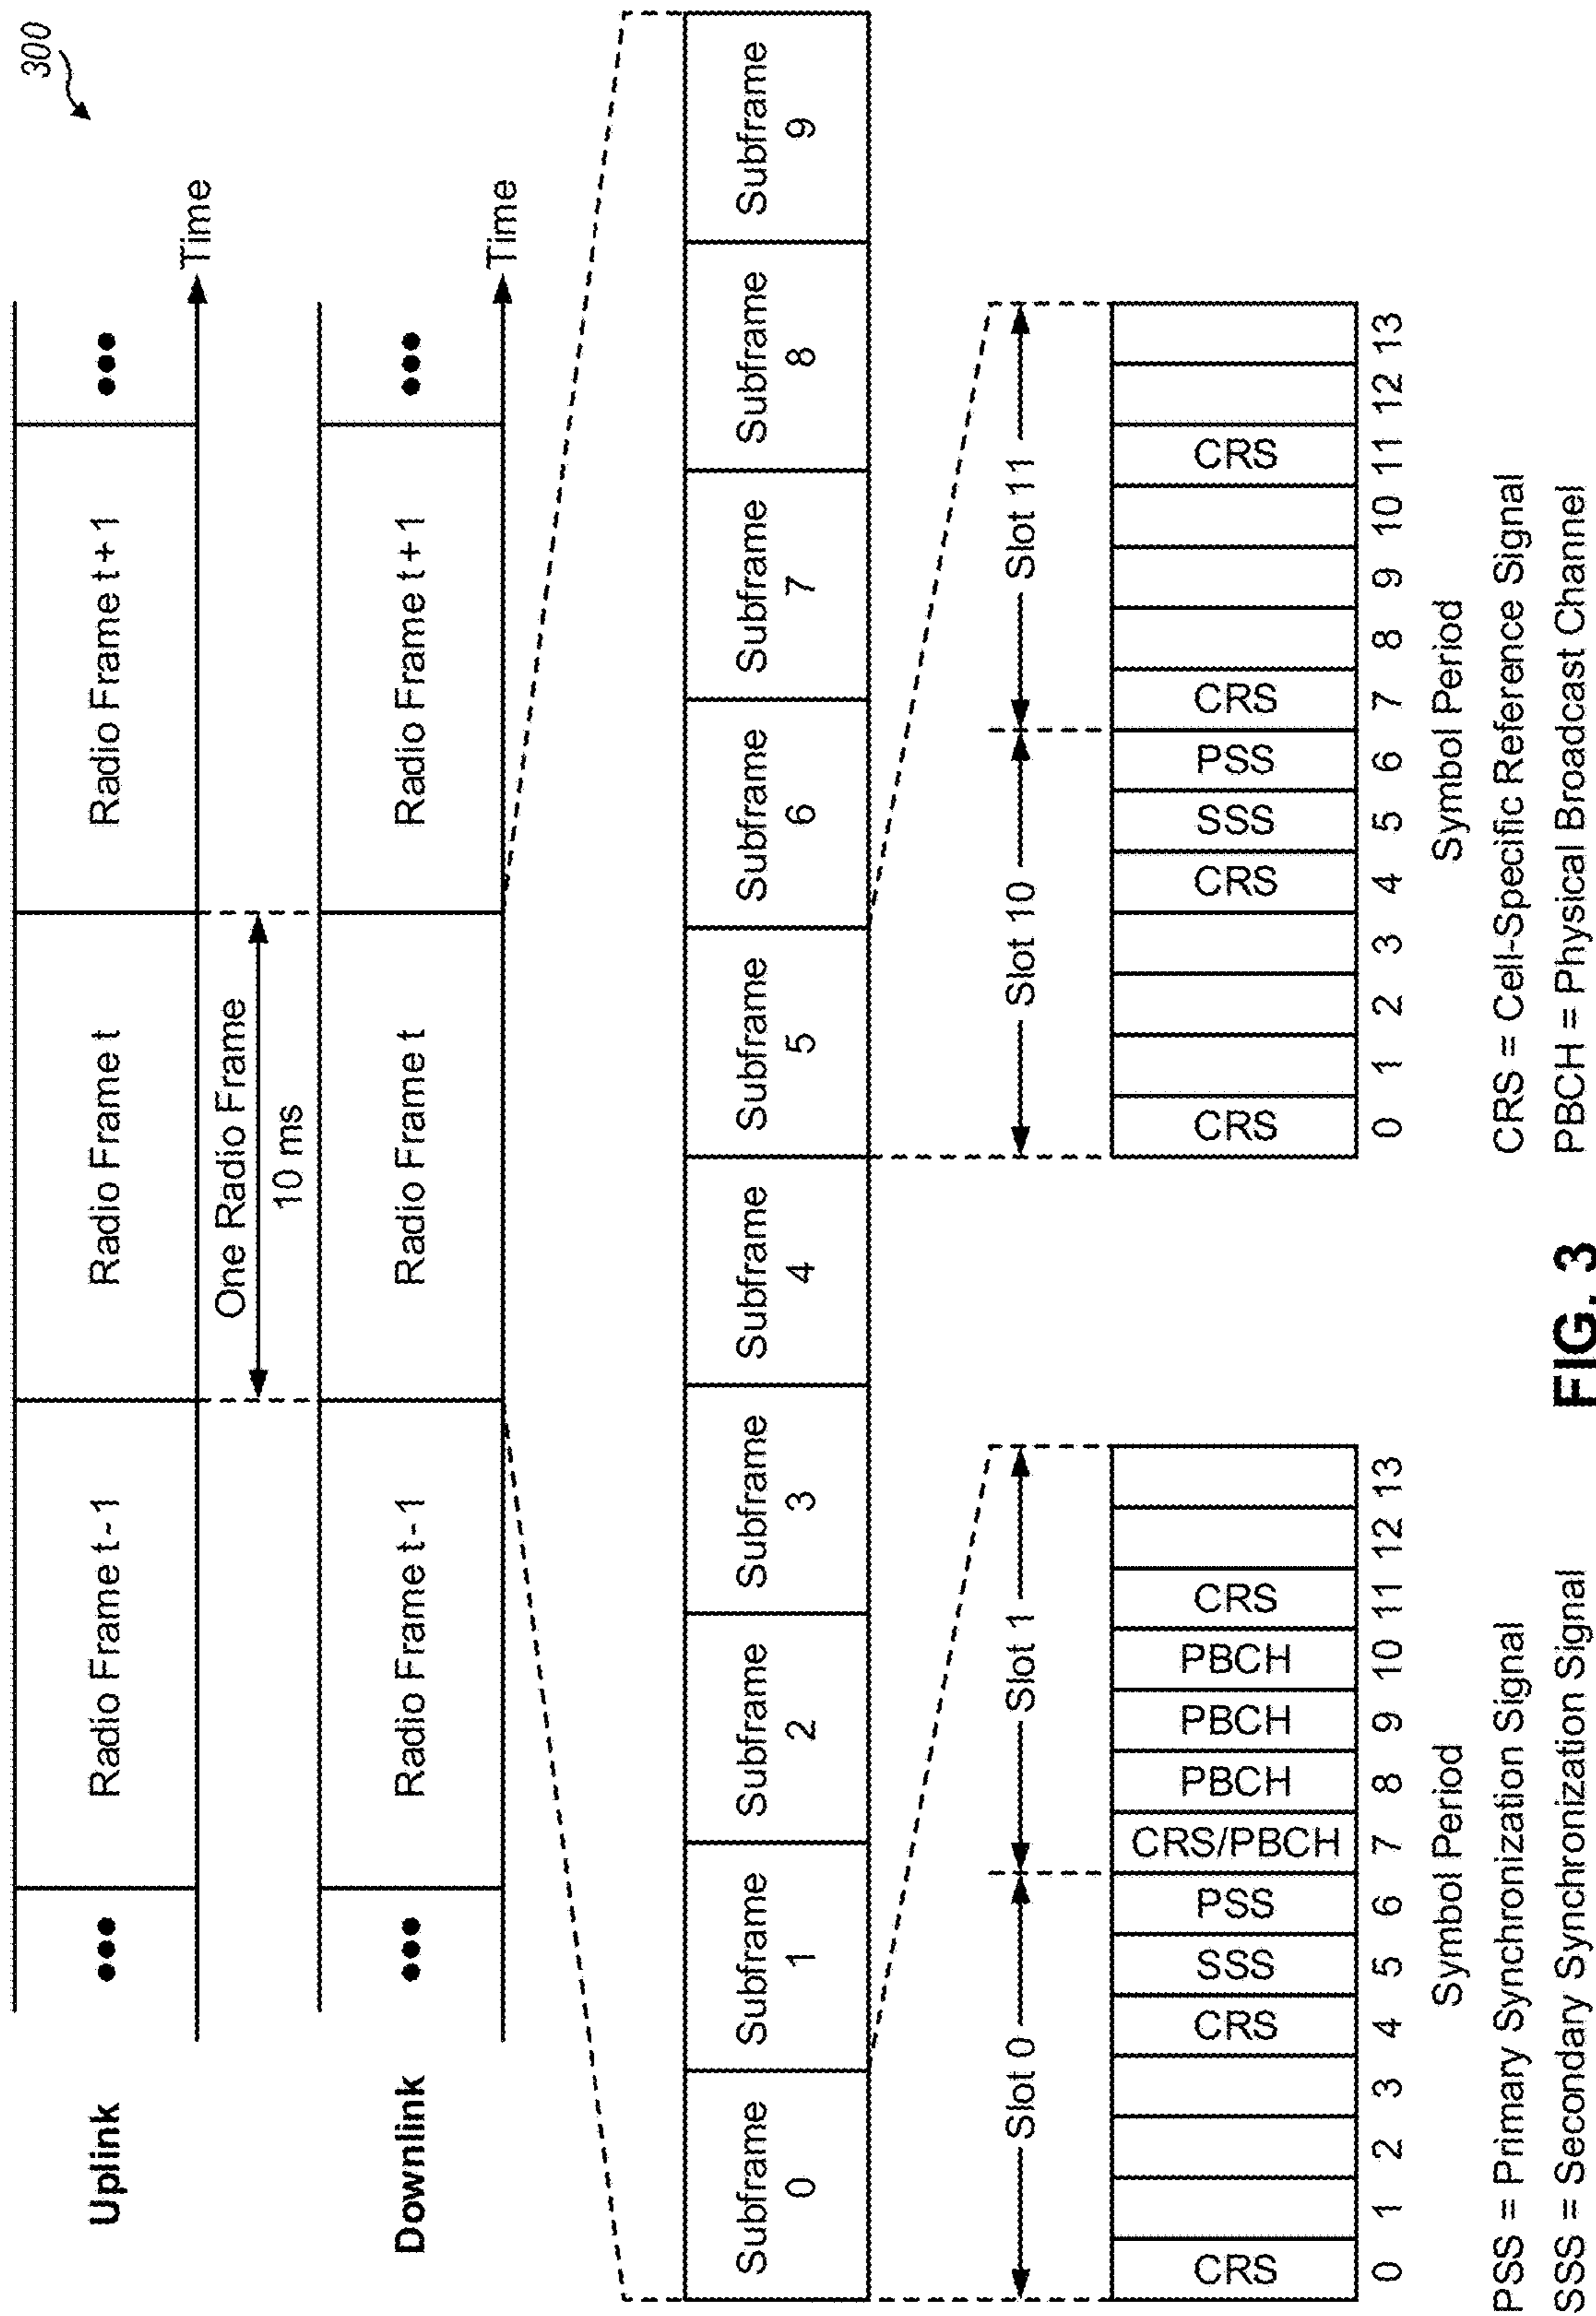 300
Uplink
••• Radio Frame t-1 Radio Frame t Radio Frame t+1 •••
Time
One Radio Frame
10 ms
Downlink
••• Radio Frame t-1 Radio Frame t Radio Frame t+1 •••
Time
Subframe Subframe Subframe Subframe Subframe Subframe Subframe Subframe Subframe Subframe
0 1 2 3 4 5 6 7 8 9
Slot 0 Slot 1 Slot 10 Slot 11
CRS CRS SSS PSS CRS/PBCH PBCH PBCH PBCH CRS
0 1 2 3 4 5 6 7 8 9 10 11 12 13
Symbol Period
CRS CRS SSS PSS CRS CRS
0 1 2 3 4 5 6 7 8 9 10 11 12 13
Symbol Period
PSS = Primary Synchronization Signal
SSS = Secondary Synchronization Signal
CRS = Cell-Specific Reference Signal
PBCH = Physical Broadcast Channel
FIG. 3